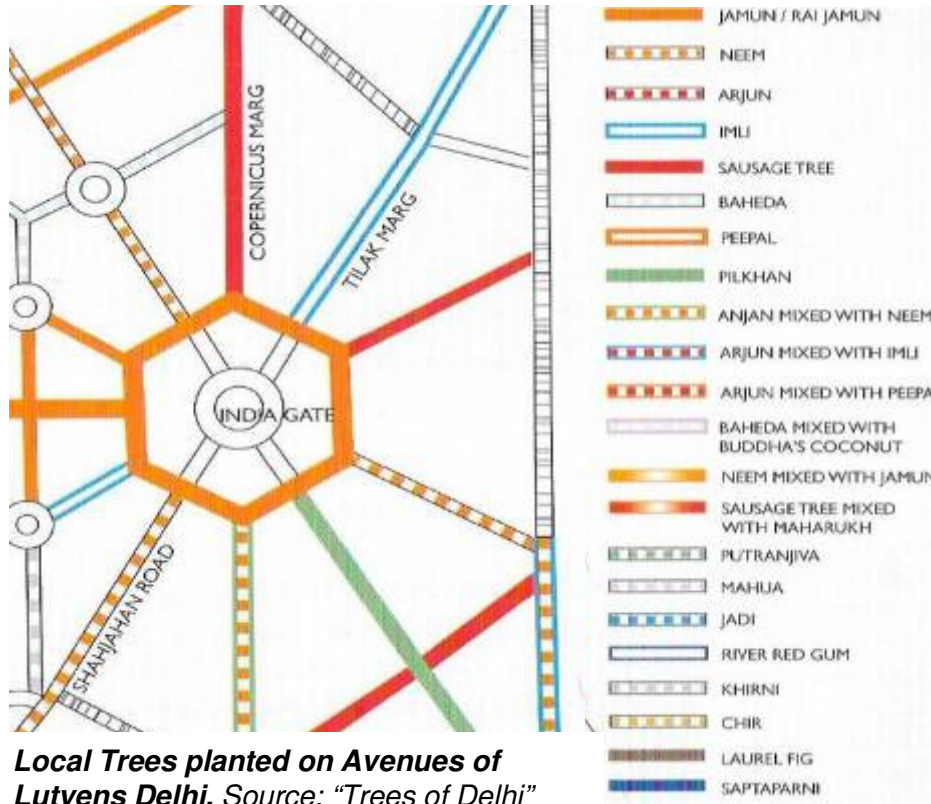 COPERNICUS MARG
TILAK MARG
INDIA GATE
SHAHJAHAN ROAD
JAMUN / RAI JAMUN
NEEM
ARJUN
IMLI
SAUSAGE TREE
BAHEDA
PEEPAL
PILKHAN
ANJAN MIXED WITH NEEM
ARJUN MIXED WITH IMLI
ARJUN MIXED WITH PEEPA
BAHEDA MIXED WITH
BUDDHA'S COCONUT
NEEM MIXED WITH JAMUN
SAUSAGE TREE MIXED
WITH MAHARUKH
PUTRANJIVA
MAHUA
JADI
RIVER RED GUM
KHIRNI
CHIR
LAUREL FIG
SAPTAPARNI
Local Trees planted on Avenues of
Lutyens Delhi. Source: "Trees of Delhi"